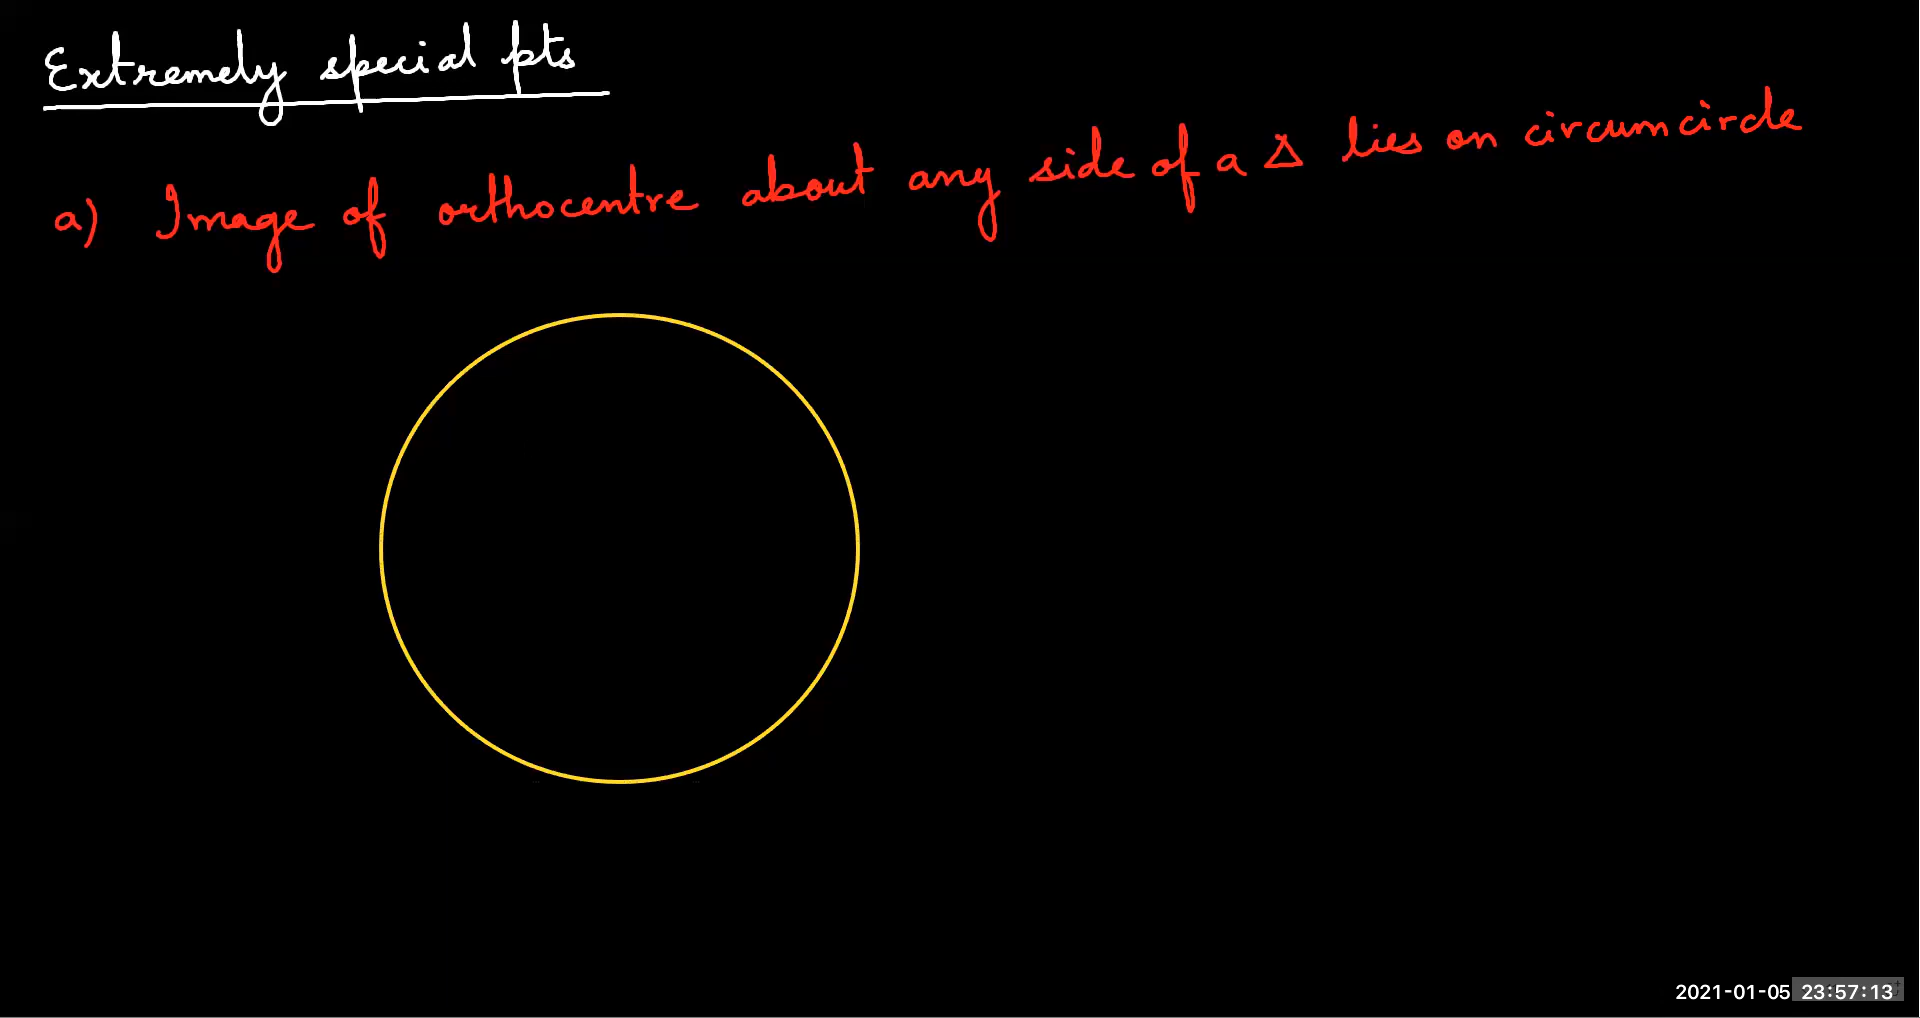 Extremely special pts
a) Image of orthocentre about any side of a Δ lies on circumcircle
2021-01-05 23:57:13